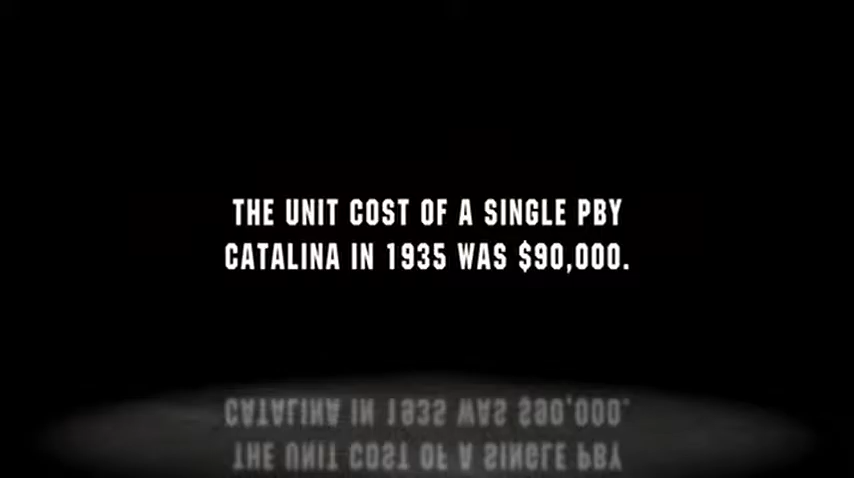 THE UNIT COST OF A SINGLE PBY
CATALINA IN 1935 WAS $90,000.